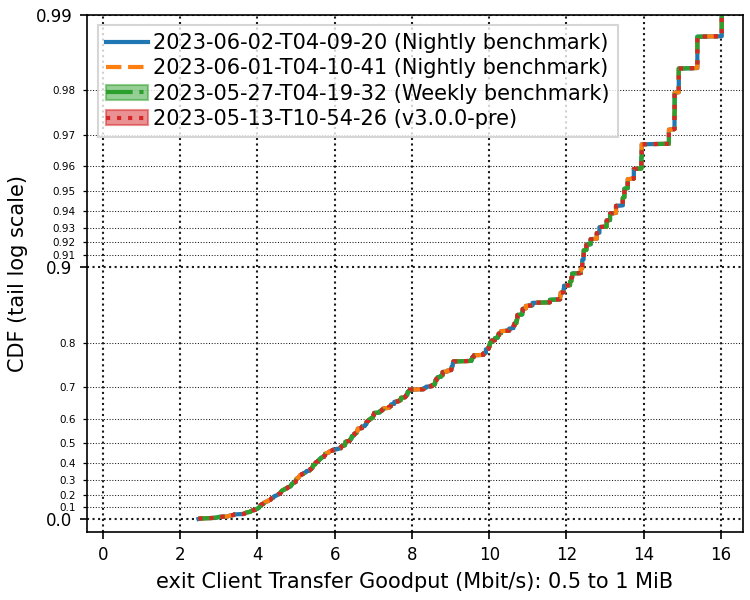 0.99
2023-06-02-T04-09-20 (Nightly benchmark)
2023-06-01-T04-10-41 (Nightly benchmark)
2023-05-27-T04-19-32 (Weekly benchmark)
2023-05-13-T10-54-26 (v3.0.0-pre)
0.98
0.97
0.96
0.95
0.94
0.93
0.92
0.91
0.9
0.8
0.7
0.6
0.5
0.4
0.3
0.2
0.1
0.0
CDF (tail log scale)
0 2 4 6 8 10 12 14 16
exit Client Transfer Goodput (Mbit/s): 0.5 to 1 MiB